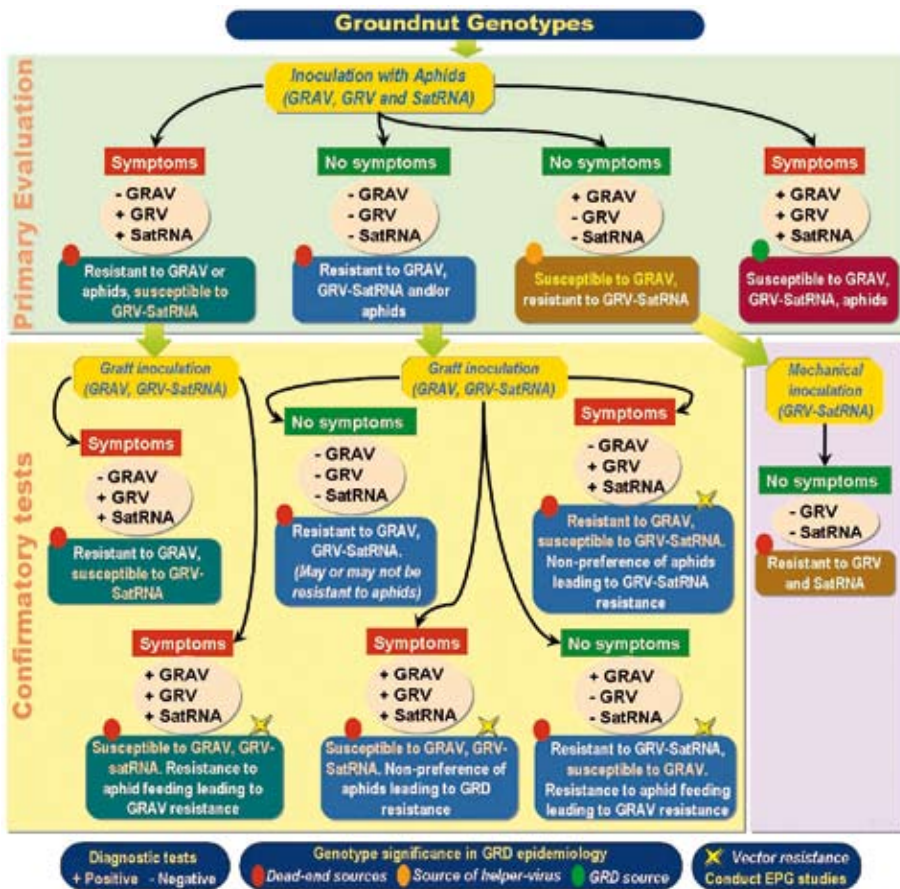 Groundnut Genotypes
Primary Evaluation
Inoculation with Aphids
(GRAV, GRV and SatRNA)
Symptoms
- GRAV
+ GRV
+ SatRNA
Resistant to GRAV or
aphids, susceptible to
GRV-SatRNA
No symptoms
- GRAV
- GRV
- SatRNA
Resistant to GRAV,
GRV-SatRNA and/or
aphids
No symptoms
+ GRAV
- GRV
- SatRNA
Susceptible to GRAV,
resistant to GRV-SatRNA
Symptoms
+ GRAV
+ GRV
+ SatRNA
Susceptible to GRAV,
GRV-SatRNA, aphids
Confirmatory tests
Graft inoculation
(GRAV, GRV-SatRNA)
Symptoms
- GRAV
+ GRV
+ SatRNA
Resistant to GRAV,
susceptible to GRV-
SatRNA
Symptoms
+ GRAV
+ GRV
+ SatRNA
Susceptible to GRAV, GRV-
satRNA. Resistance to
aphid feeding leading to
GRAV resistance
Graft inoculation
(GRAV, GRV-SatRNA)
No symptoms
- GRAV
- GRV
- SatRNA
Resistant to GRAV,
GRV-SatRNA.
(May or may not be
resistant to aphids)
Symptoms
- GRAV
+ GRV
+ SatRNA
Resistant to GRAV,
susceptible to GRV-SatRNA.
Non-preference of aphids
leading to GRV-SatRNA
resistance
Symptoms
+ GRAV
+ GRV
+ SatRNA
Susceptible to GRAV, GRV-
SatRNA. Non-preference of
aphids leading to GRD
resistance
No symptoms
+ GRAV
- GRV
- SatRNA
Resistant to GRV-SatRNA,
susceptible to GRAV.
Resistance to aphid feeding
leading to GRAV resistance
Mechanical
inoculation
(GRV-SatRNA)
No symptoms
- GRV
- SatRNA
Resistant to GRV
and SatRNA
Diagnostic tests
+ Positive - Negative
Genotype significance in GRD epidemiology
Dead-end sources Source of helper-virus GRD source
Vector resistance
Conduct EPG studies